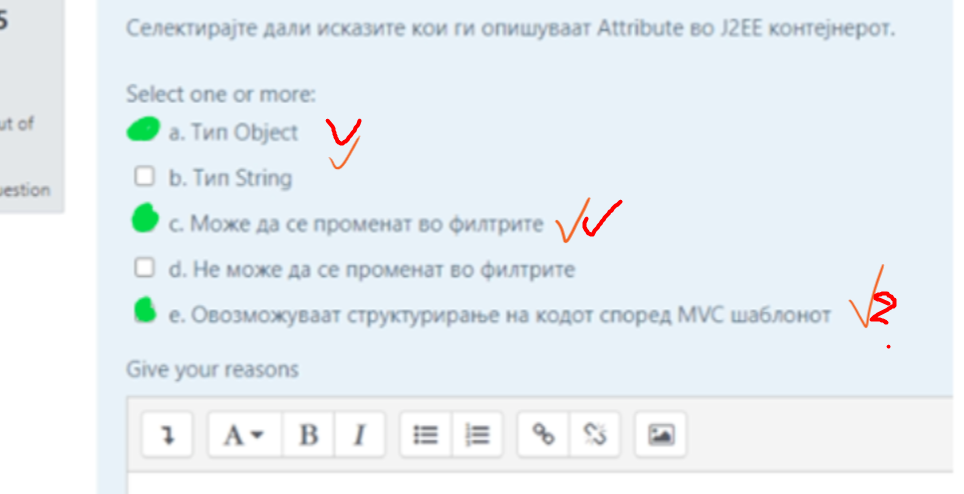 5
Селектирајте дали исказите кои ги опишуваат Attribute во J2EE контејнерот.
Select one or more:
ut of
a. Тип Object
b. Тип String
estion
c. Може да се променат во филтрите
d. Не може да се променат во филтрите
e. Овозможуваат структурирање на кодот според MVC шаблонот
?
Give your reasons
A B I